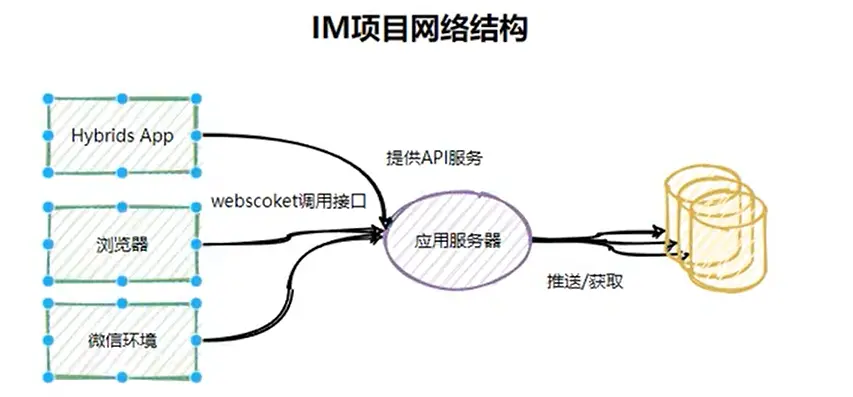 IM项目网络结构
Hybrids App
提供API服务
webscoket调用接口
浏览器
应用服务器
推送/获取
微信环境